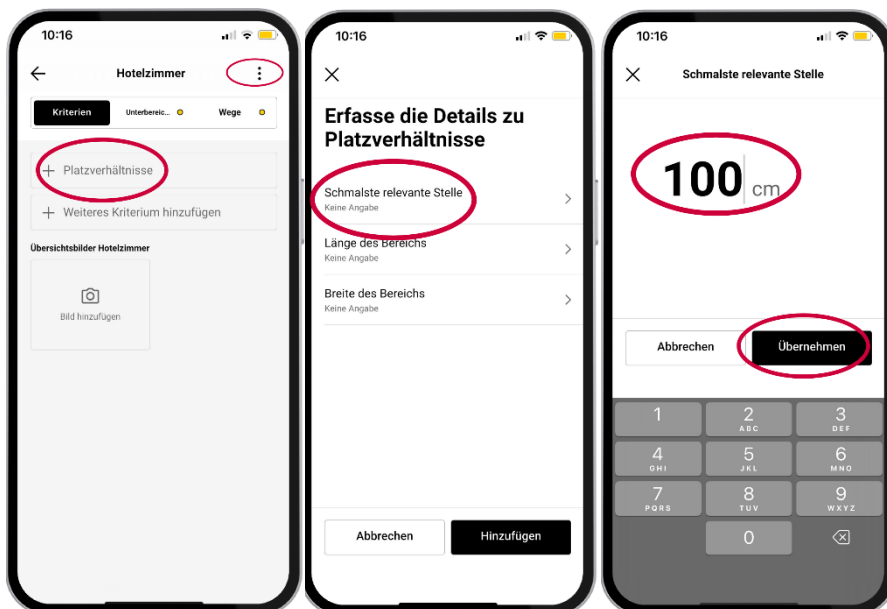 10:16
Hotelzimmer
Kriterien
Unterbereic...
Wege
+ Platzverhältnisse
+ Weiteres Kriterium hinzufügen
Übersichtsbilder Hotelzimmer
Bild hinzufügen
10:16
Erfasse die Details zu
Platzverhältnisse
Schmalste relevante Stelle
Keine Angabe
Länge des Bereichs
Keine Angabe
Breite des Bereichs
Keine Angabe
Abbrechen
Hinzufügen
10:16
Schmalste relevante Stelle
100 cm
Abbrechen
Übernehmen
1 2 3
ABC DEF
4 5 6
GHI JKL MNO
7 8 9
PQRS TUV WXYZ
0